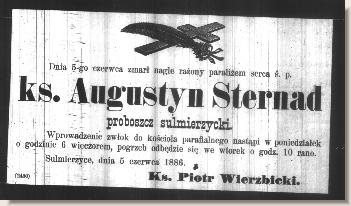 Dnia 5-go czerwca zmarł nagle rażony paraliżem serca ś. p.
ks. Augustyn Sternad
proboszcz sulmierzycki.
Wprowadzenie zwłok do kościoła parafialnego nastąpi w poniedziałek
o godzinie 6 wieczorem, pogrzeb odbędzie się we wtorek o godz. 10 rano.
Sulmierzyce, dnia 5 czerwca 1886.
Ks. Piotr Wierzbicki.